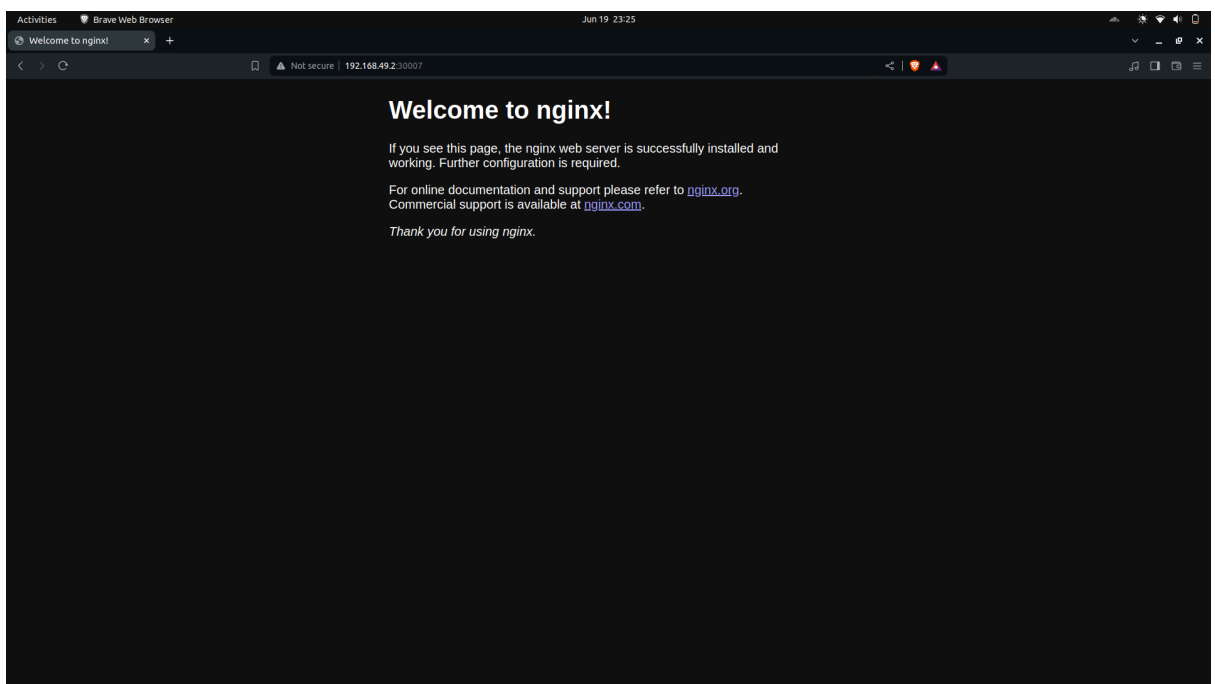 Activities Brave Web Browser Jun 19 23:25
Welcome to nginx!
Not secure 192.168.49.2:30007
Welcome to nginx!
If you see this page, the nginx web server is successfully installed and
working. Further configuration is required.
For online documentation and support please refer to nginx.org.
Commercial support is available at nginx.com.
Thank you for using nginx.